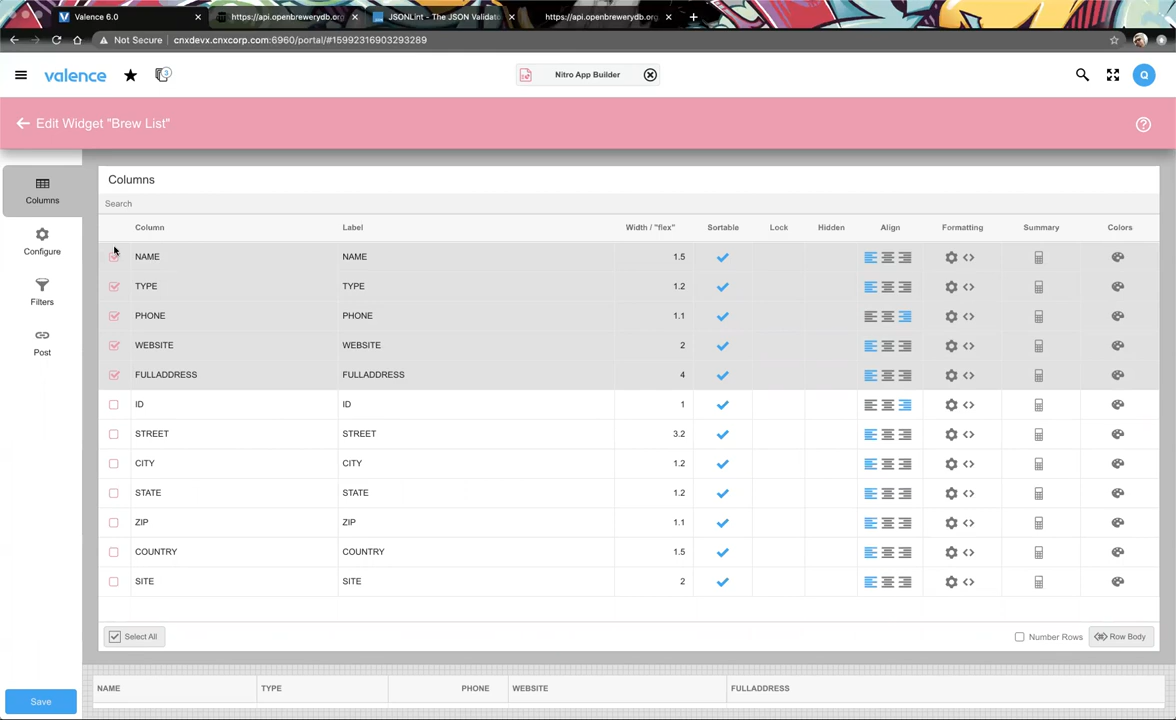 Valence 6.0
https://api.openbrewerydb.org
JSONLint - The JSON Validato
https://api.openbrewerydb.org
Not Secure
cnxdevx.cnxcorp.com:6960/portal/#15992316903293289
valence
3
Nitro App Builder
Q
Edit Widget "Brew List"
Columns
Configure
Filters
Post
Columns
Search
Column Label Width / "flex" Sortable Lock Hidden Align Formatting Summary Colors
NAME NAME 1.5
TYPE TYPE 1.2
PHONE PHONE 1.1
WEBSITE WEBSITE 2
FULLADDRESS FULLADDRESS 4
ID ID 1
STREET STREET 3.2
CITY CITY 1.2
STATE STATE 1.2
ZIP ZIP 1.1
COUNTRY COUNTRY 1.5
SITE SITE 2
Select All
Number Rows
Row Body
NAME TYPE PHONE WEBSITE FULLADDRESS
Save